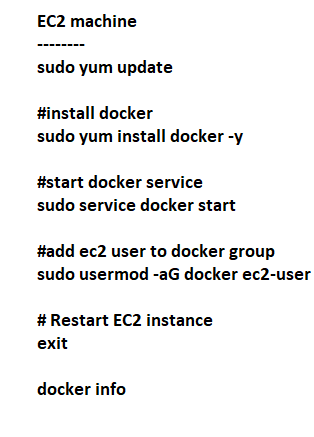 EC2 machine
--------
sudo yum update
#install docker
sudo yum install docker -y
#start docker service
sudo service docker start
#add ec2 user to docker group
sudo usermod -aG docker ec2-user
# Restart EC2 instance
exit
docker info